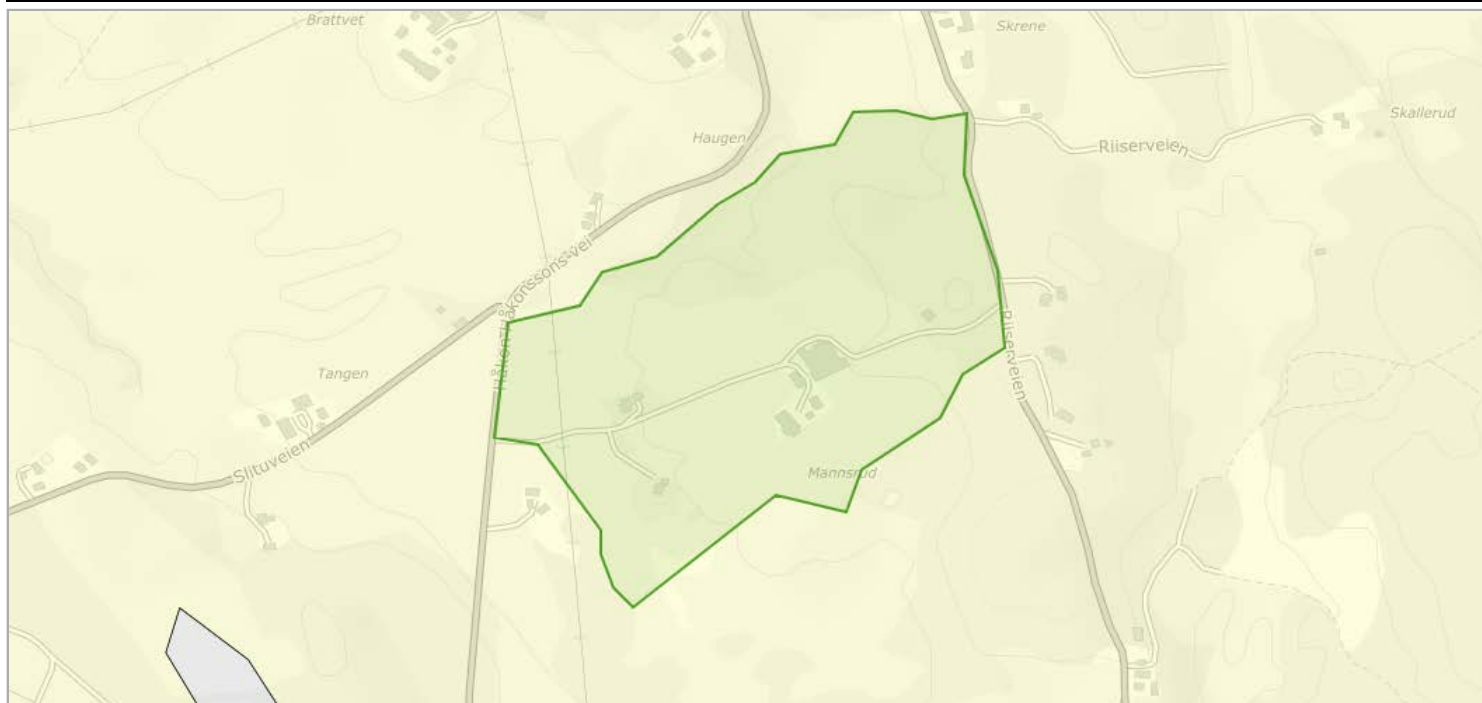 Brattvet
Skrene
Skallerud
Haugen
Riiserveien
Håkon Håkonssons-vei
Tangen
Riiserveien
Slituveien
Mannsrud